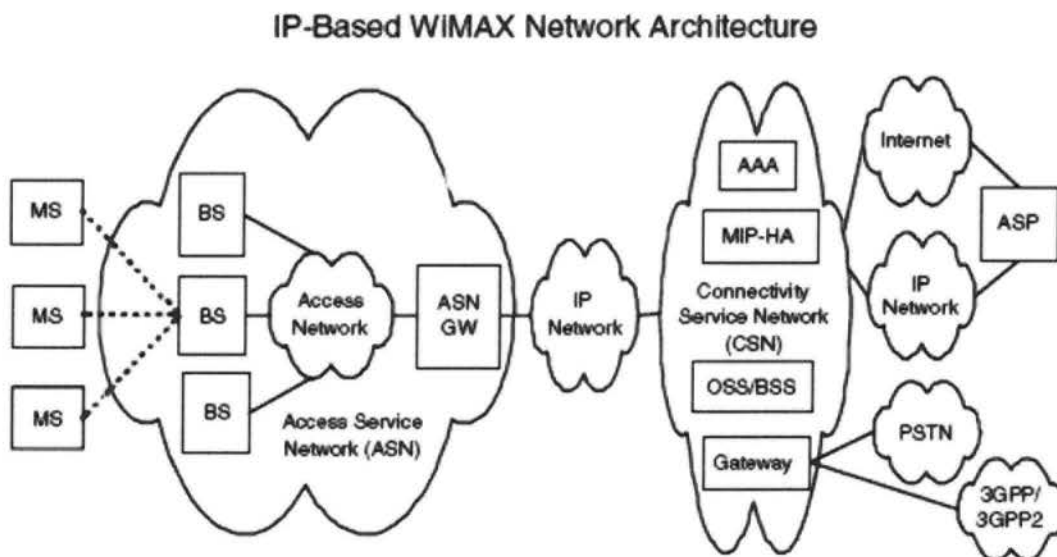 IP-Based WiMAX Network Architecture
MS
MS
MS
BS
BS
BS
Access
Network
ASN
GW
Access Service
Network (ASN)
IP
Network
AAA
MIP-HA
Connectivity
Service Network
(CSN)
OSS/BSS
Gateway
Internet
IP
Network
ASP
PSTN
3GPP/
3GPP2